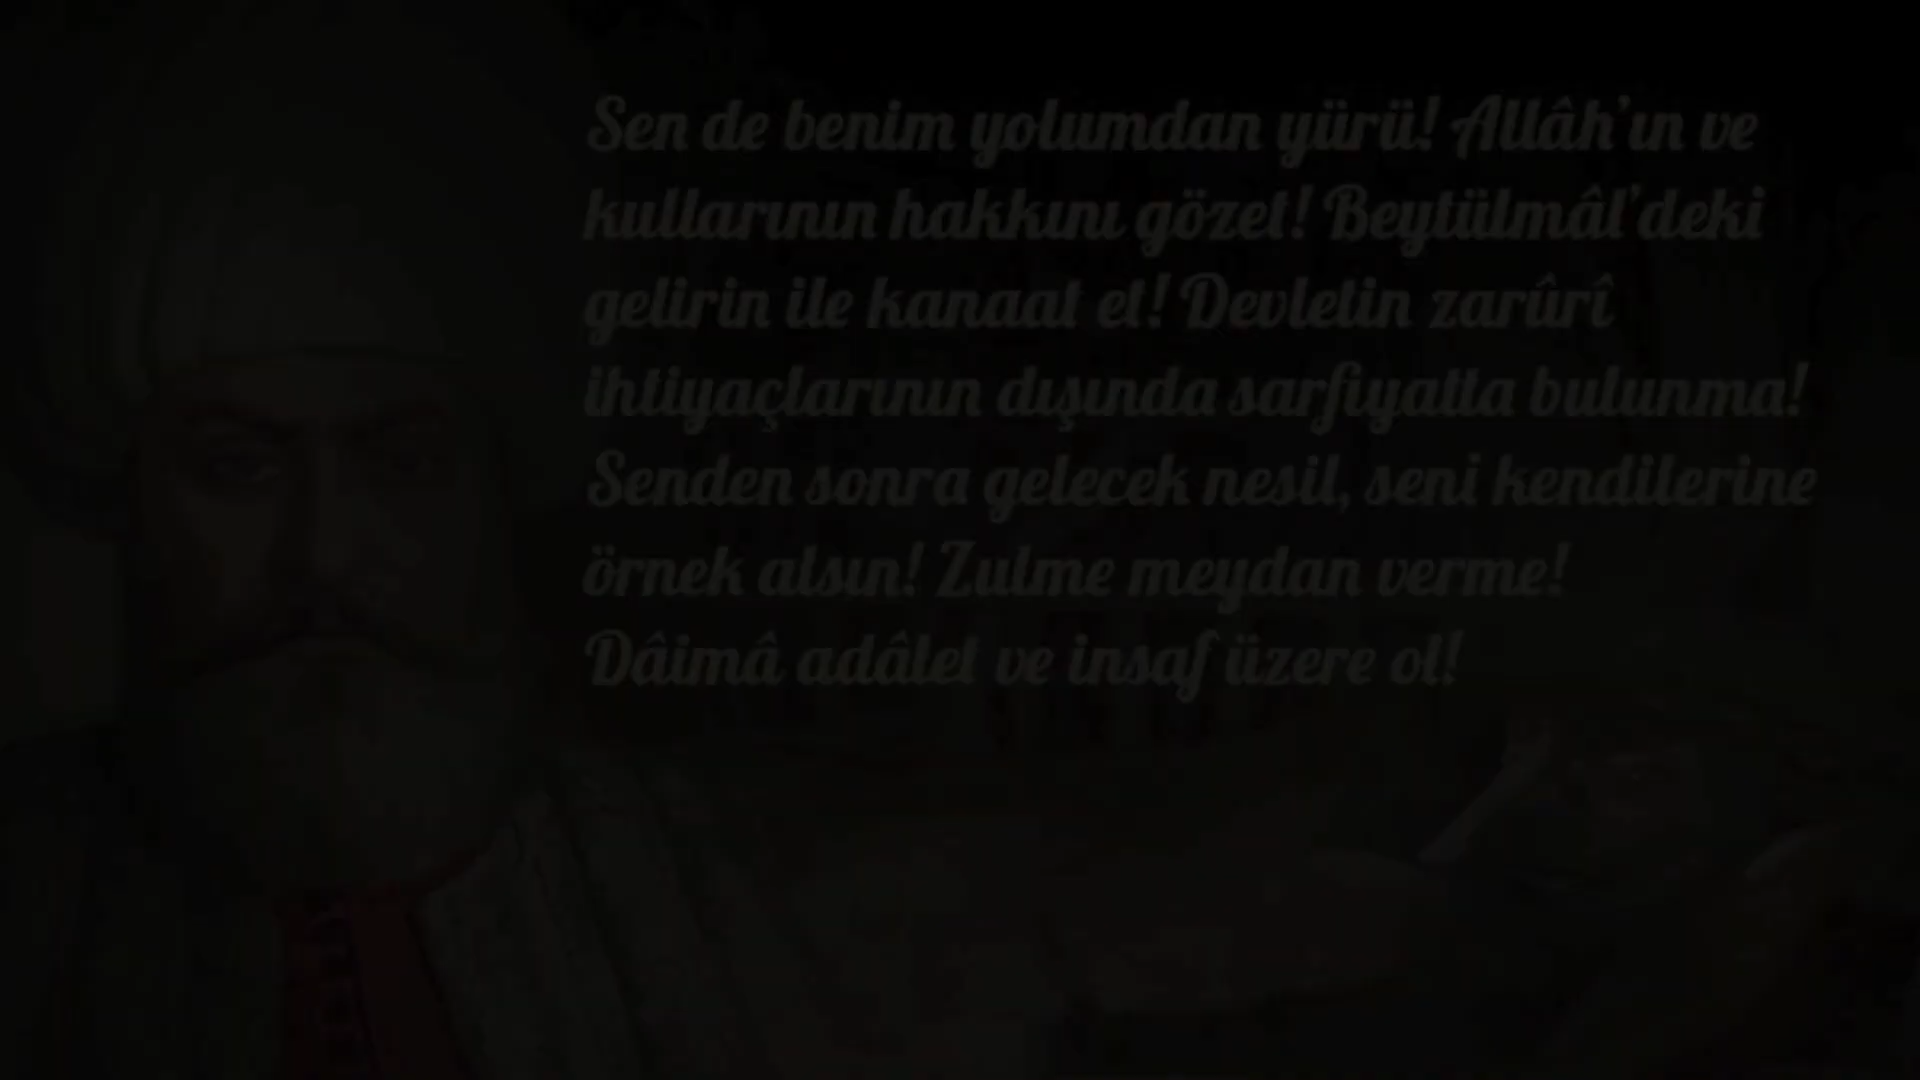 Sen de benim yolumdan yürü! Allâh'ın ve
kullarının hakkını gözet! Beytülmâl'deki
gelirin ile kanaat et! Devletin zarûrî
ihtiyaçlarının dışında sarfiyatta bulunma!
Senden sonra gelecek nesil, seni kendilerine
örnek alsın! Zulme meydan verme!
Dâimâ adâlet ve insaf üzere ol!